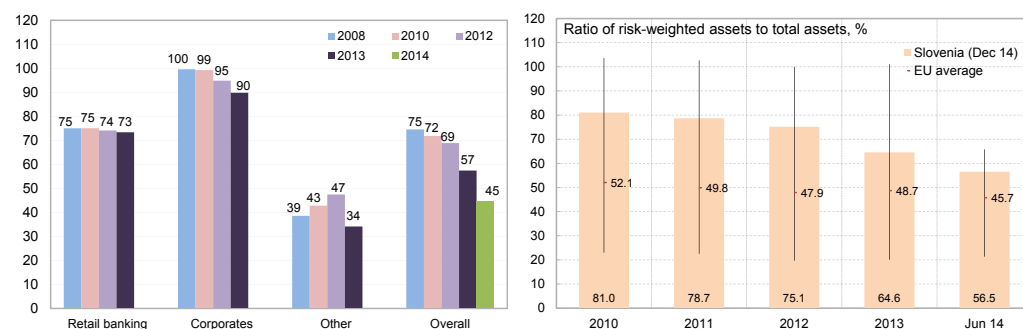 120
110
100
90
80
70
60
50
40
30
20
10
0
2008 2010 2012
2013 2014
75 75 74 73
100 99 95 90
39 43 47 34
75 72 69 57 45
Retail banking Corporates Other Overall
Ratio of risk-weighted assets to total assets, %
120
110
100
90
80
70
60
50
40
30
20
10
0
Slovenia (Dec 14)
EU average
52.1 49.8 47.9 48.7 45.7
81.0 78.7 75.1 64.6 56.5
2010 2011 2012 2013 Jun 14